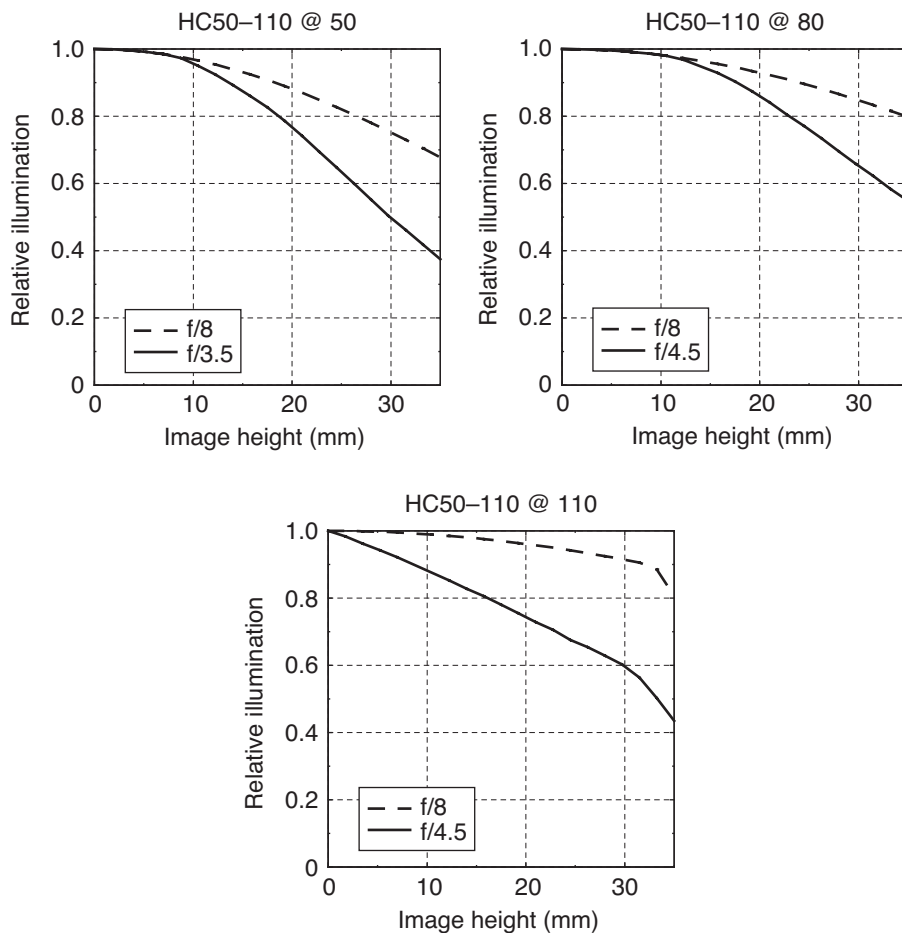 HC50–110 @ 50
Relative illumination
1.0
0.8
0.6
0.4
0.2
0
f/8
f/3.5
0 10 20 30
Image height (mm)
HC50–110 @ 80
Relative illumination
1.0
0.8
0.6
0.4
0.2
0
f/8
f/4.5
0 10 20 30
Image height (mm)
HC50–110 @ 110
Relative illumination
1.0
0.8
0.6
0.4
0.2
0
f/8
f/4.5
0 10 20 30
Image height (mm)